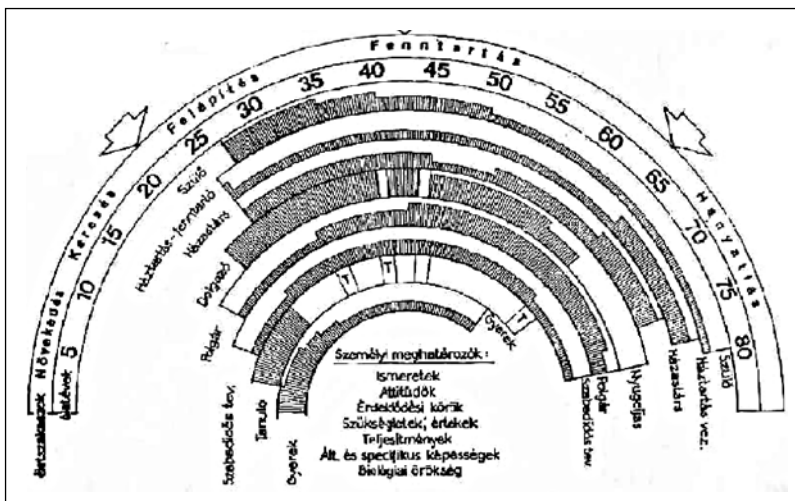 életszakaszok Növekedés Keresés Felépítés Fenntartás Hanyatlás
életévek 5 10 15 20 25 30 35 40 45 50 55 60 65 70 75 80
Szülő
Háztartás-fenntartó
Házastárs
Dolgozó
Polgár
Szabadidős tev.
Tanuló
Gyerek
T
T
T
Gyerek
Szabadidős tev.
Polgár
Nyugdíjas
Házastárs
Háztartás vez.
Szülő
Személyi meghatározók:
Ismeretek
Attitűdök
Érdeklődési körök
Szükségletek, értékek
Teljesítmények
Ált. és specifikus képességek
Biológiai örökség